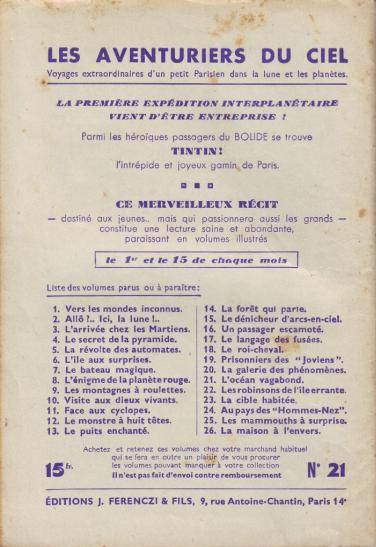 LES AVENTURIERS DU CIEL
Voyages extraordinaires d'un petit Parisien dans la lune et les planètes.
LA PREMIÈRE EXPÉDITION INTERPLANÉTAIRE
VIENT D'ÊTRE ENTREPRISE !
Parmi les héroïques passagers du BOLIDE se trouve
TINTIN!
l'intrépide et joyeux gamin de Paris.
CE MERVEILLEUX RÉCIT
— destiné aux jeunes.. mais qui passionnera aussi les grands —
constitue une lecture saine et abondante,
paraissant en volumes illustrés
le 1er et le 15 de chaque mois
Liste des volumes parus ou à paraître:
1. Vers les mondes inconnus.
2. Allô ?.. Ici, la lune !..
3. L'arrivée chez les Martiens.
4. Le secret de la pyramide.
5. La révolte des automates.
6. L'île aux surprises.
7. Le bateau magique.
8. L'énigme de la planète rouge.
9. Les montagnes à roulettes.
10. Visite aux dieux vivants.
11. Face aux cyclopes.
12. Le monstre à huit têtes.
13. Le puits enchanté.
14. La forêt qui parle.
15. Le dénicheur d'arcs-en-ciel.
16. Un passager escamoté.
17. Le langage des fusées.
18. Le roi-cheval.
19. Prisonniers des "Joviens".
20. La galerie des phénomènes.
21. L'océan vagabond.
22. Les robinsons de l'île errante.
23. La cible habitée.
24. Au pays des "Hommes-Nez".
25. Les mammouths à surprise.
26. La maison à l'envers.
Achetez et retenez ces volumes chez votre marchand habituel
qui se fera en outre un plaisir de vous procurer
les volumes pouvant manquer à votre collection
Il n'est pas fait d'envoi contre remboursement
15 fr.
N° 21
ÉDITIONS J. FERENCZI & FILS, 9, rue Antoine-Chantin, Paris 14e